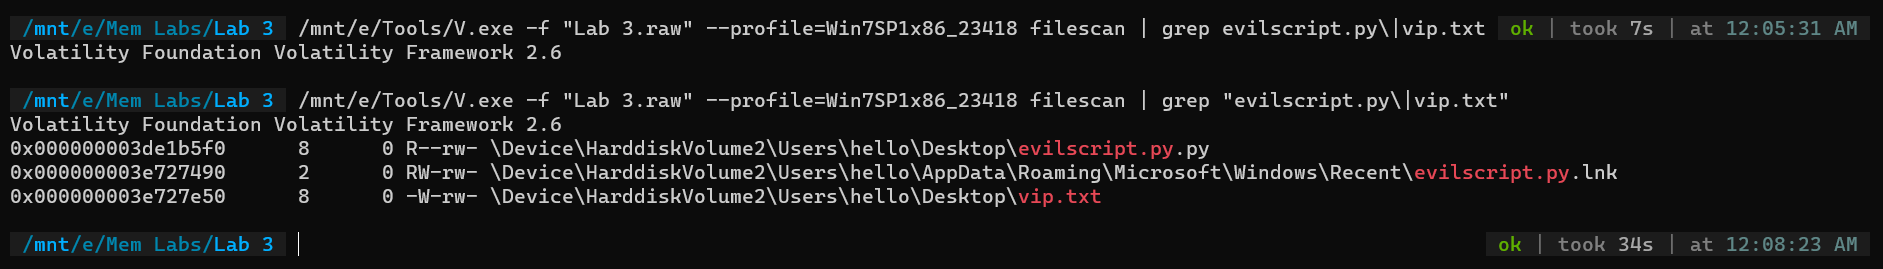 /mnt/e/Mem Labs/Lab 3 /mnt/e/Tools/V.exe -f "Lab 3.raw" --profile=Win7SP1x86_23418 filescan | grep evilscript.py\|vip.txt ok | took 7s | at 12:05:31 AM
Volatility Foundation Volatility Framework 2.6
/mnt/e/Mem Labs/Lab 3 /mnt/e/Tools/V.exe -f "Lab 3.raw" --profile=Win7SP1x86_23418 filescan | grep "evilscript.py\|vip.txt"
Volatility Foundation Volatility Framework 2.6
0x000000003de1b5f0      8      0 R--rw- \Device\HarddiskVolume2\Users\hello\Desktop\evilscript.py.py
0x000000003e727490      2      0 RW-rw- \Device\HarddiskVolume2\Users\hello\AppData\Roaming\Microsoft\Windows\Recent\evilscript.py.lnk
0x000000003e727e50      8      0 -W-rw- \Device\HarddiskVolume2\Users\hello\Desktop\vip.txt
/mnt/e/Mem Labs/Lab 3 ok | took 34s | at 12:08:23 AM